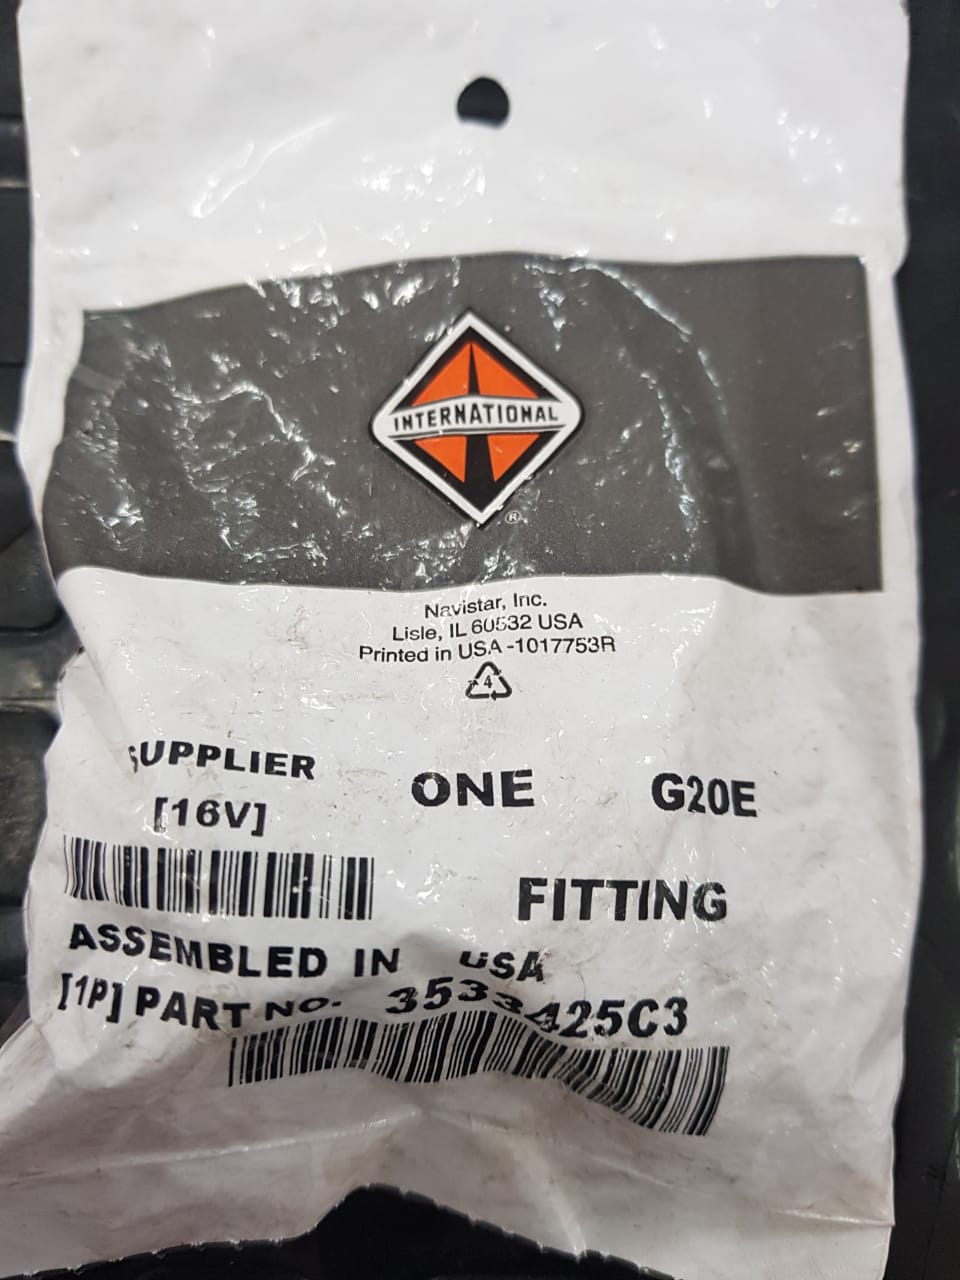 INTERNATIONAL
®
Navistar, Inc.
Lisle, IL 60532 USA
Printed in USA -1017753R
4
SUPPLIER ONE G20E
[16V]
FITTING
ASSEMBLED IN USA
[1P] PART NO. 3533425C3